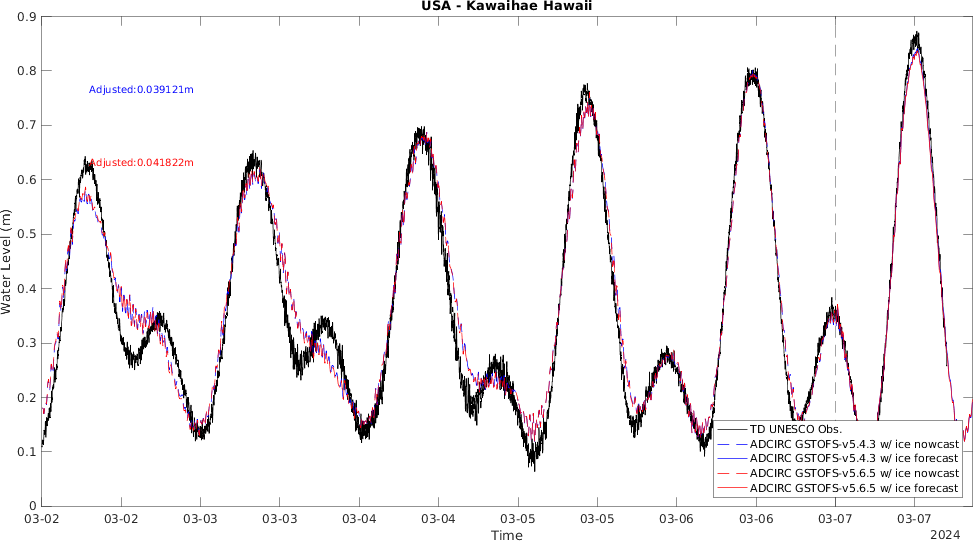 USA - Kawaihae Hawaii
0.9
0.8
0.7
0.6
0.5
0.4
0.3
0.2
0.1
0
Water Level (m)
Adjusted:0.039121m
Adjusted:0.041822m
TD UNESCO Obs.
ADCIRC GSTOFS-v5.4.3 w/ ice nowcast
ADCIRC GSTOFS-v5.4.3 w/ ice forecast
ADCIRC GSTOFS-v5.6.5 w/ ice nowcast
ADCIRC GSTOFS-v5.6.5 w/ ice forecast
03-02 03-02 03-03 03-03 03-04 03-04 03-05 03-05 03-06 03-06 03-07 03-07
Time
2024